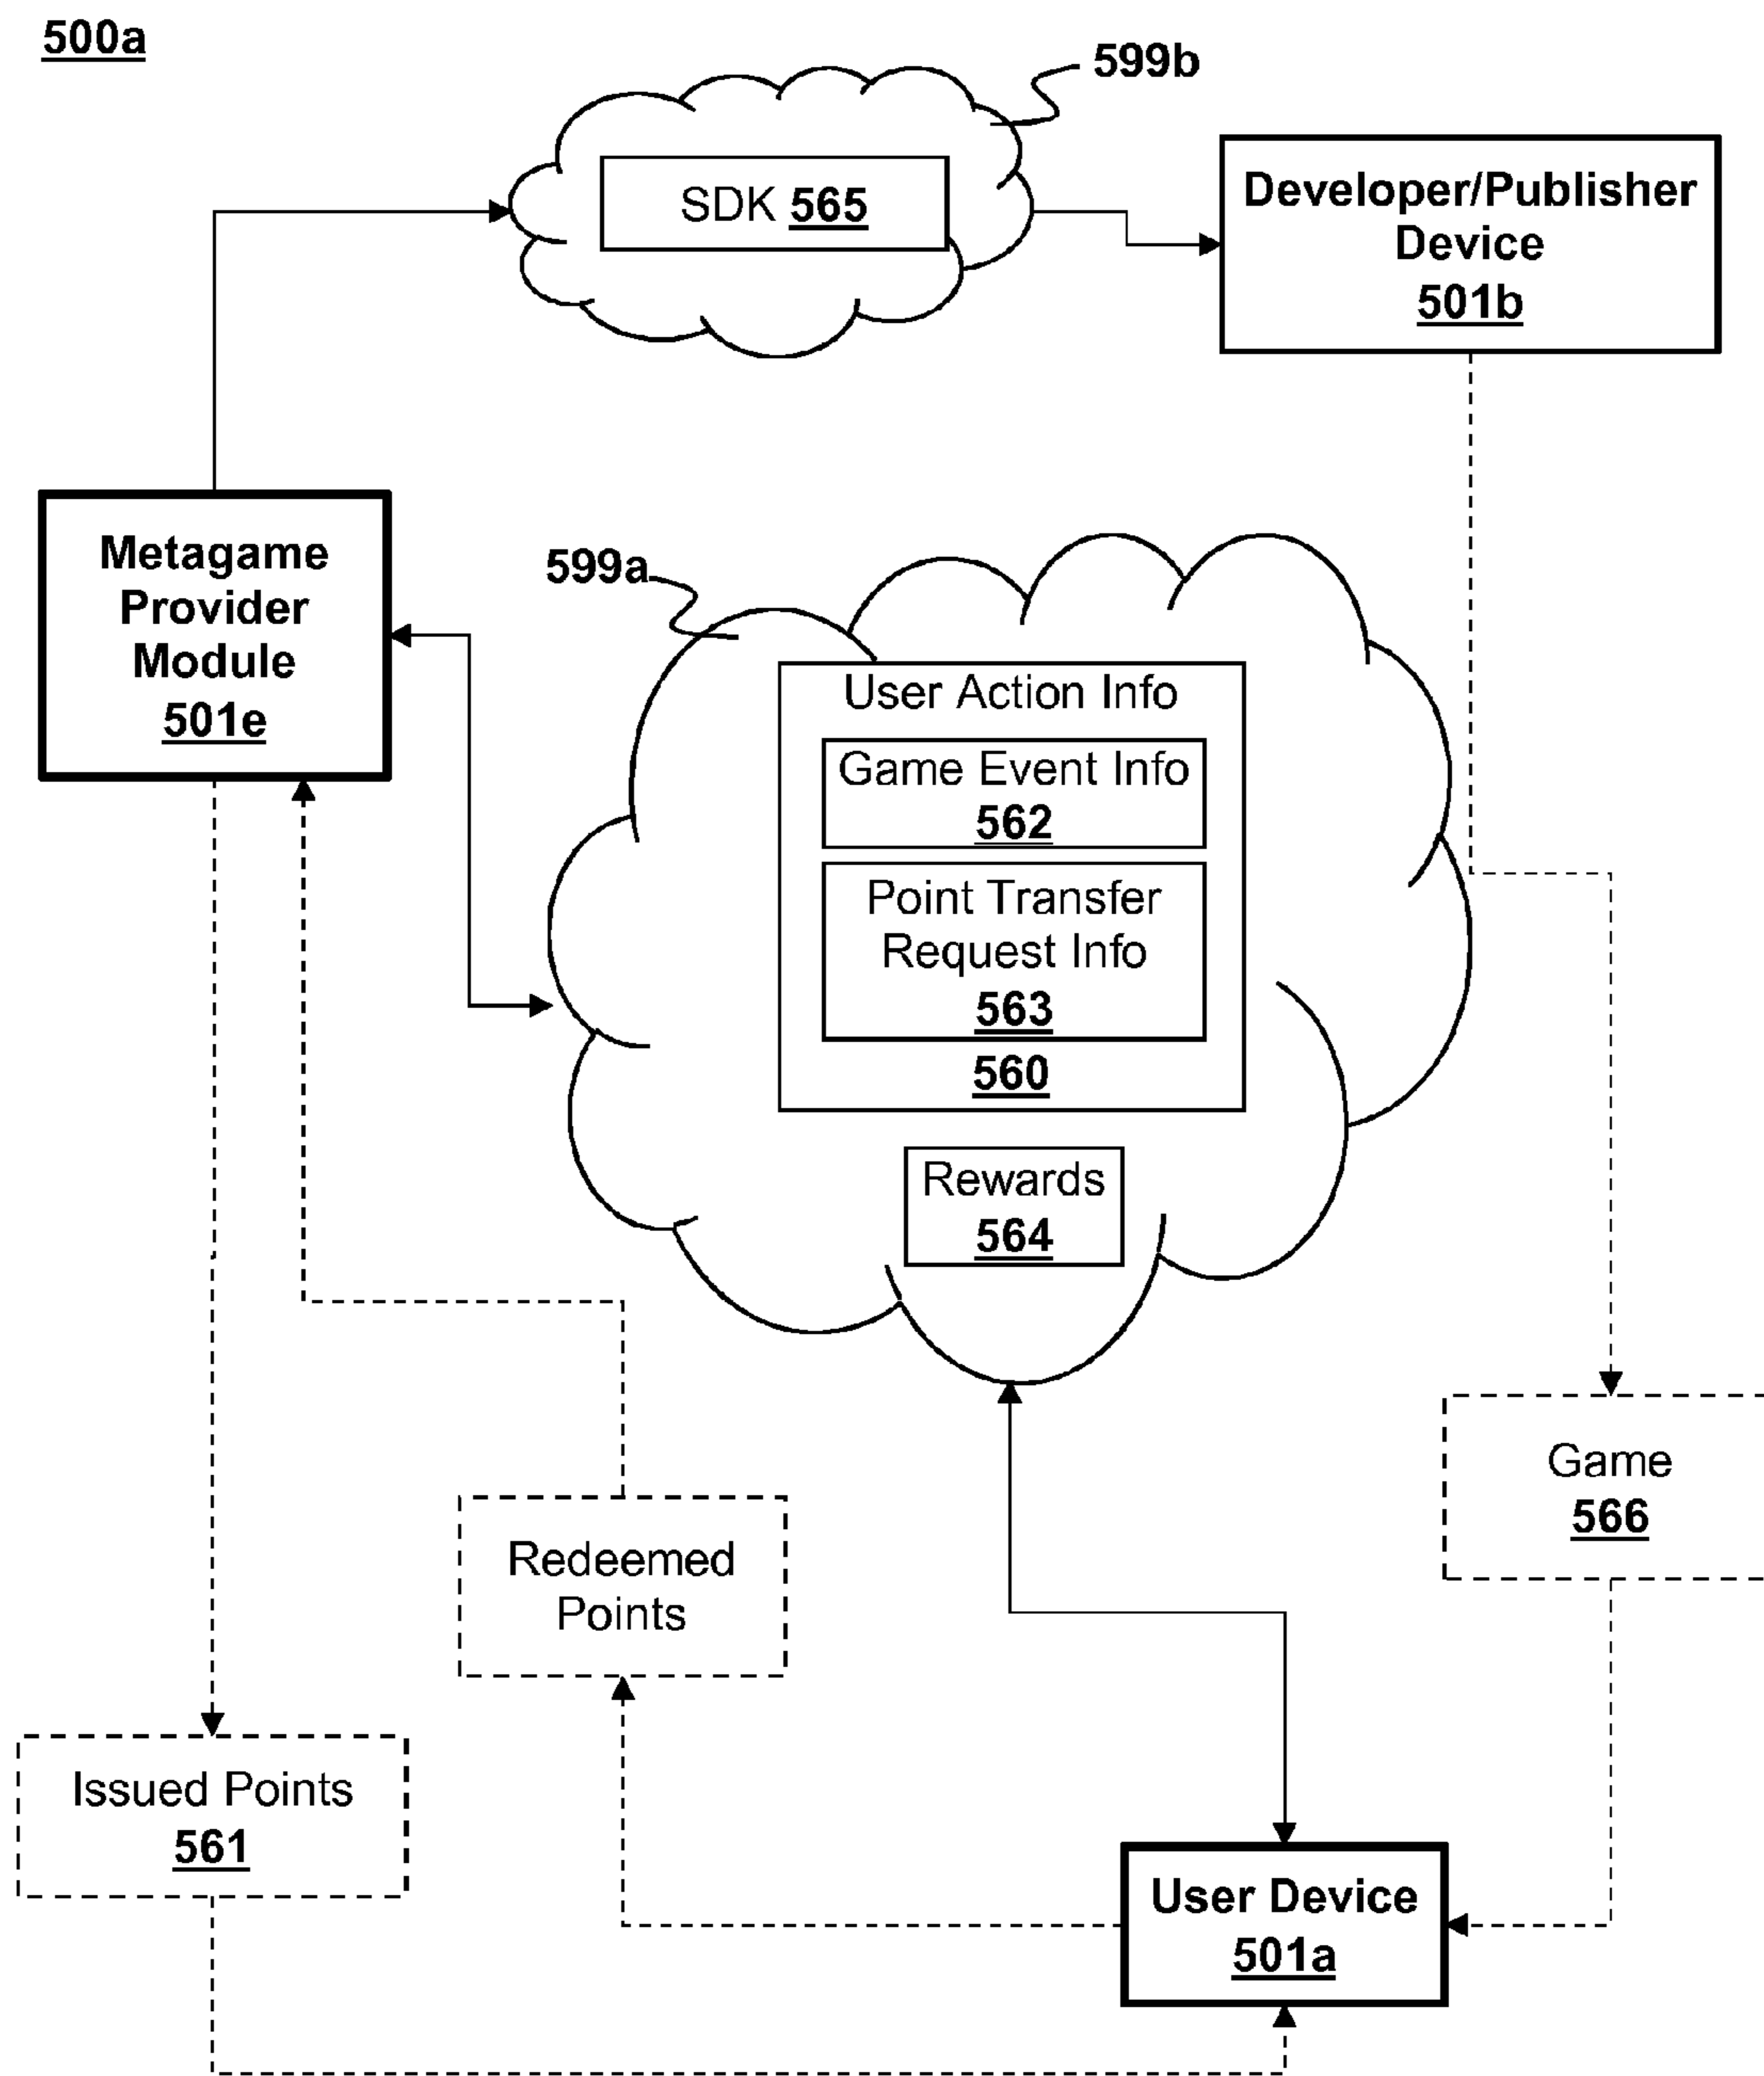 500a
599b
SDK 565
Developer/Publisher
Device
501b
Metagame
Provider
Module
501e
599a
User Action Info
Game Event Info
562
Point Transfer
Request Info
563
560
Rewards
564
Game
566
Redeemed
Points
Issued Points
561
User Device
501a